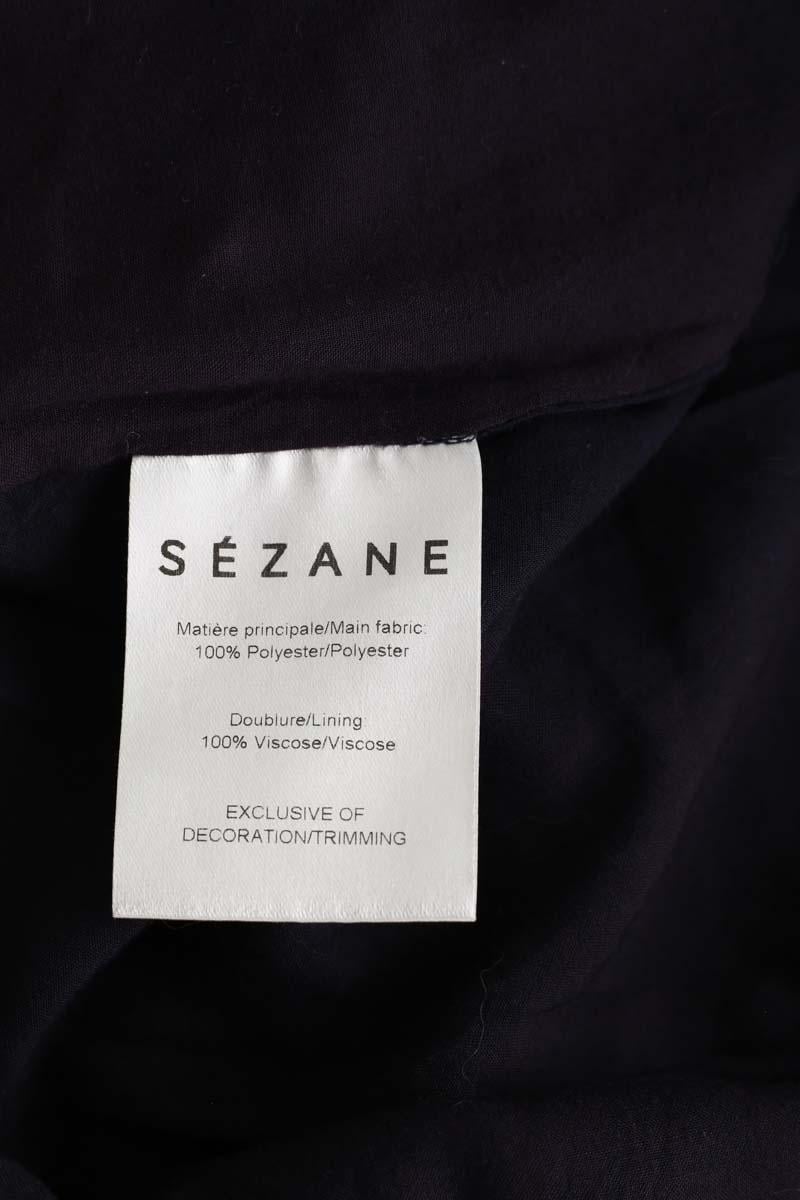 SÉZANE
Matière principale/Main fabric:
100% Polyester/Polyester
Doublure/Lining:
100% Viscose/Viscose
EXCLUSIVE OF
DECORATION/TRIMMING